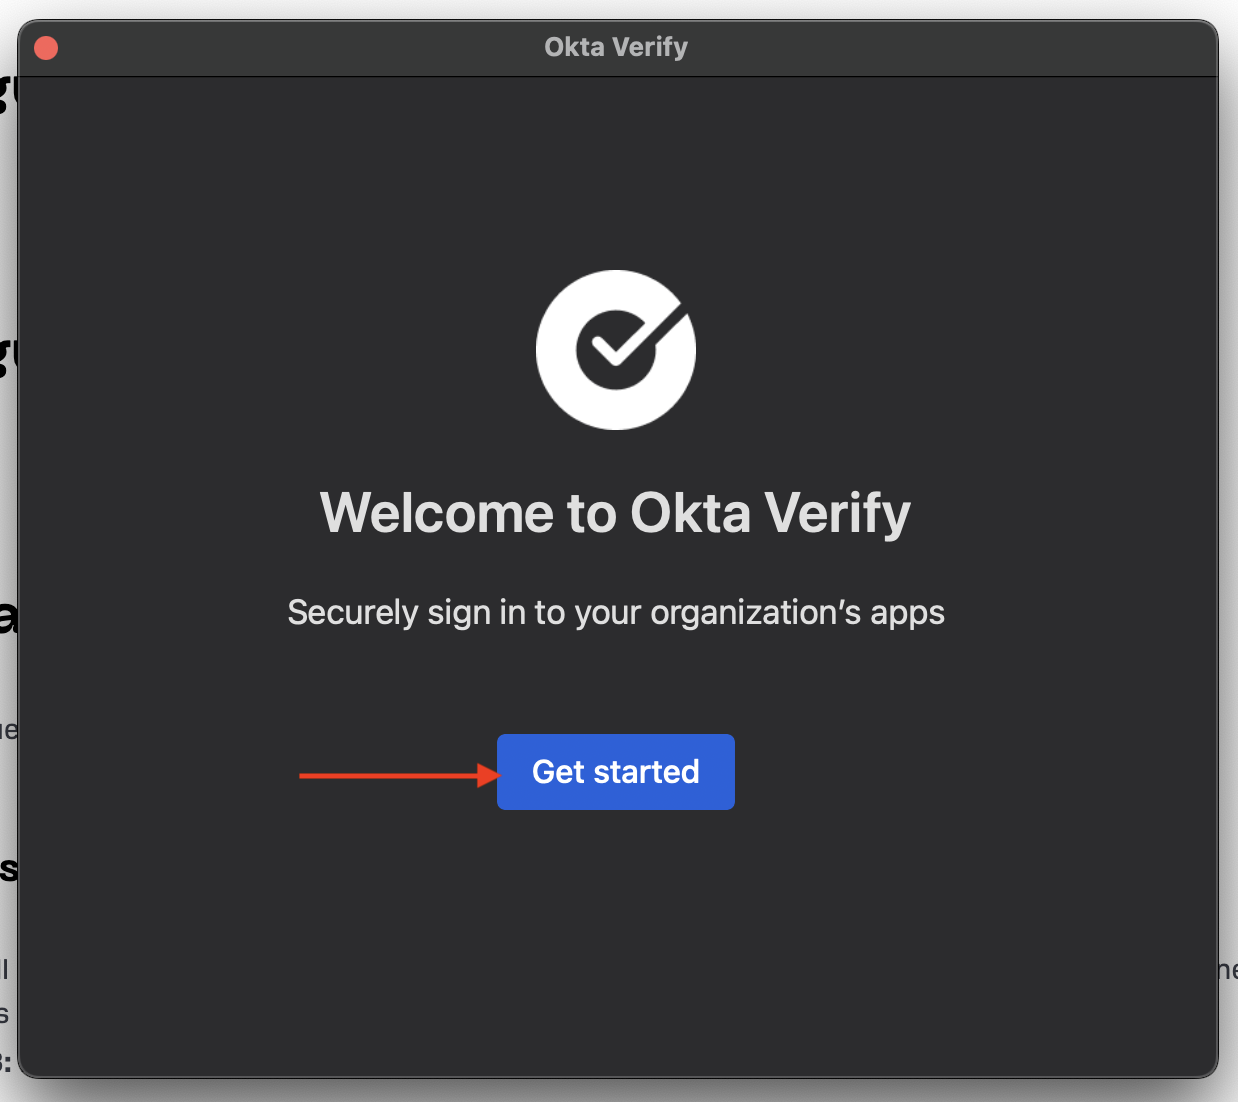 Okta Verify
Welcome to Okta Verify
Securely sign in to your organization’s apps
Get started